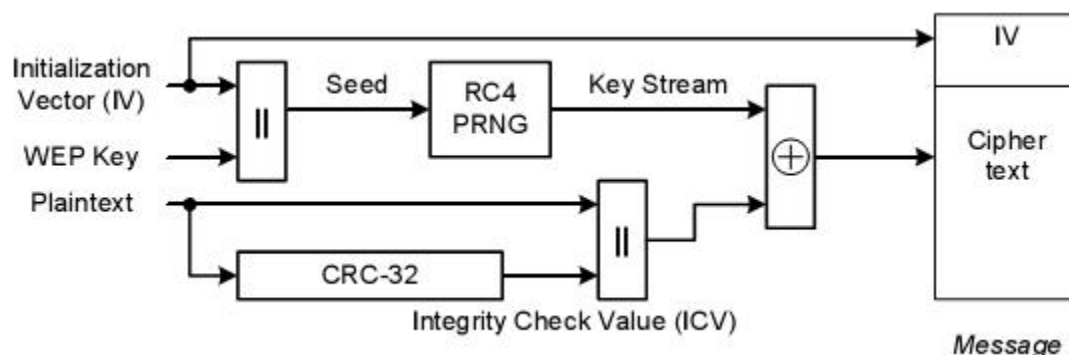 Initialization
Vector (IV)
WEP Key
Plaintext
||
Seed
RC4
PRNG
Key Stream
CRC-32
||
Integrity Check Value (ICV)
⊕
IV
Cipher
text
Message